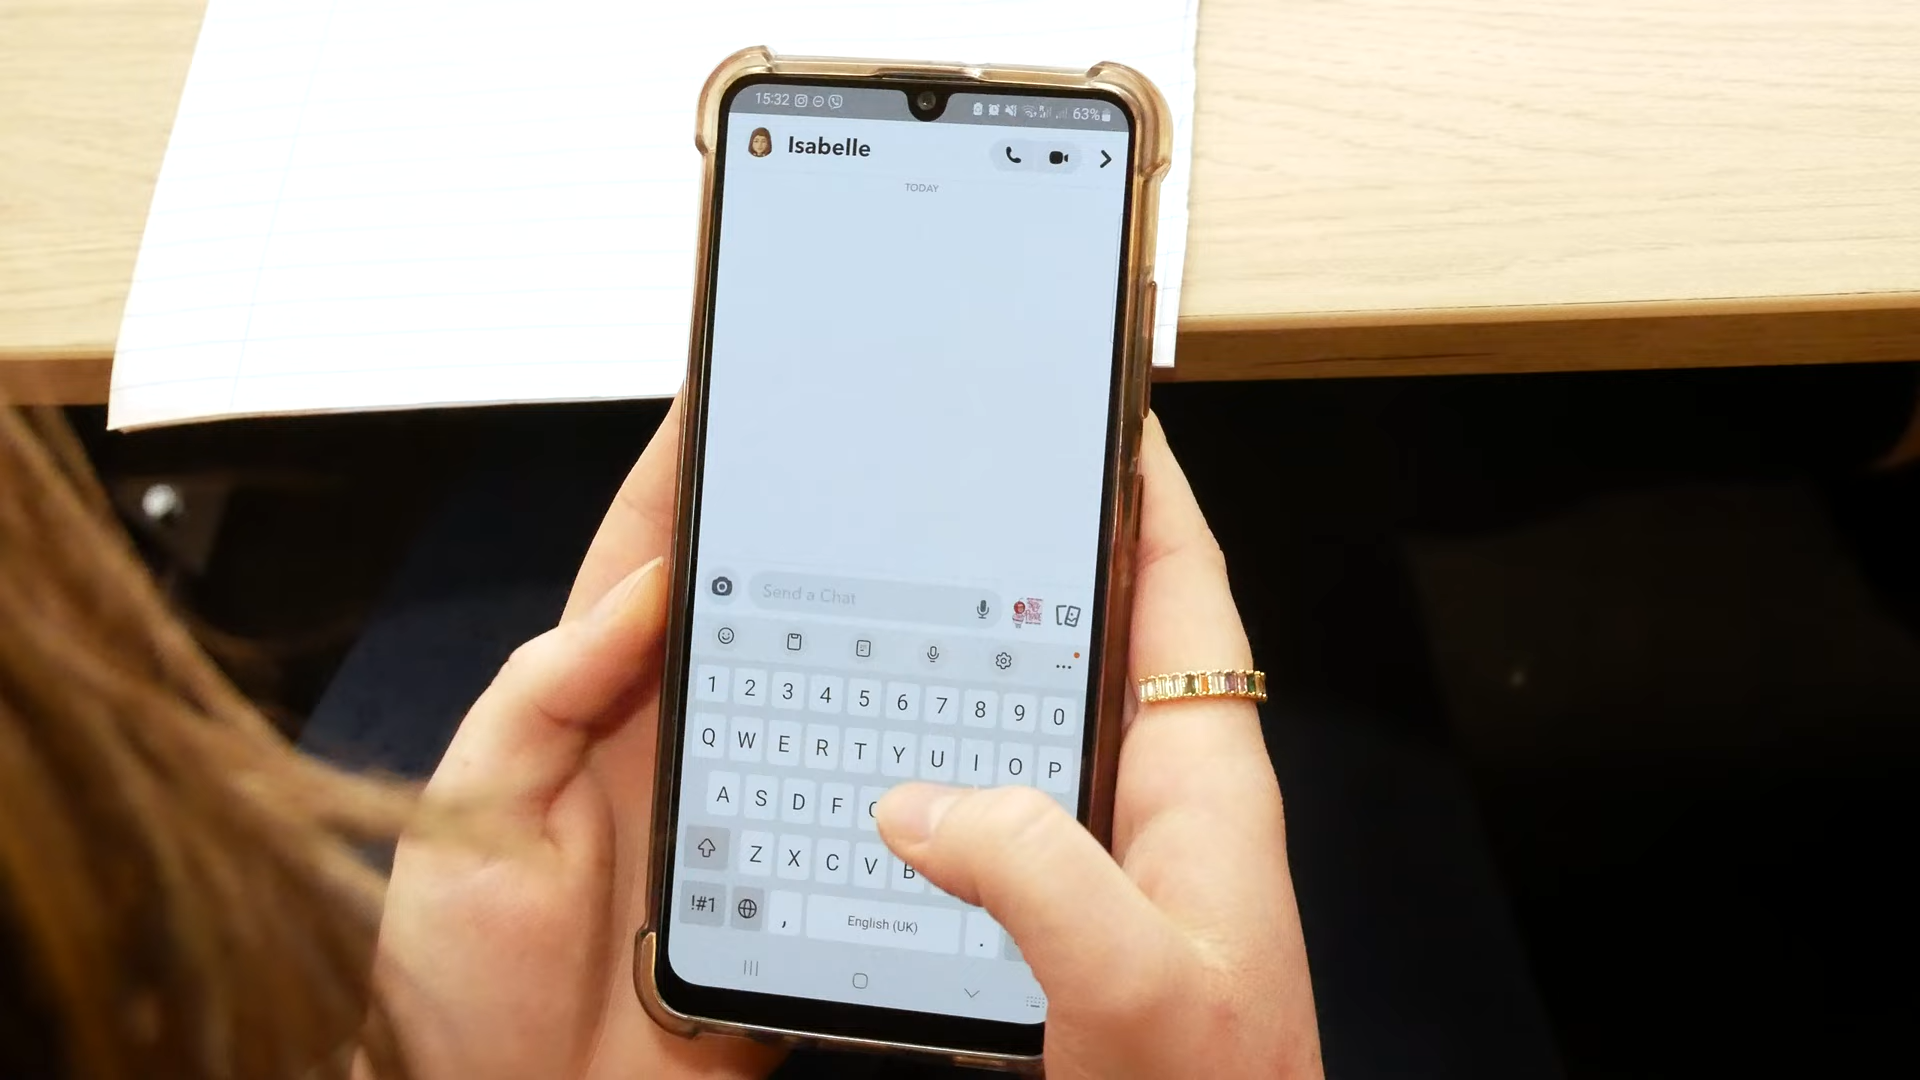 15:32 63%
Isabelle
TODAY
Send a Chat
1 2 3 4 5 6 7 8 9 0
Q W E R T Y U I O P
A S D F
Z X C V B
!#1 , English (UK) .